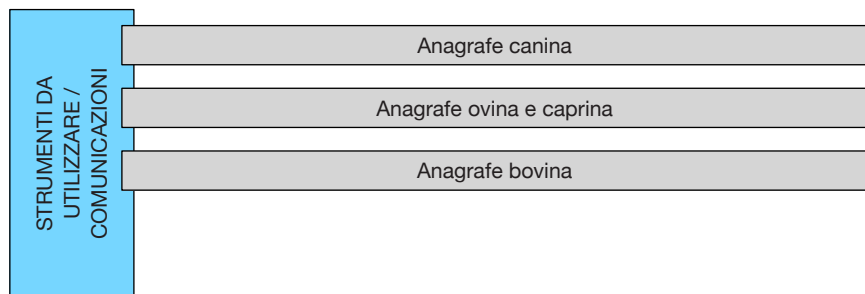 STRUMENTI DA
UTILIZZARE /
COMUNICAZIONI
Anagrafe canina
Anagrafe ovina e caprina
Anagrafe bovina